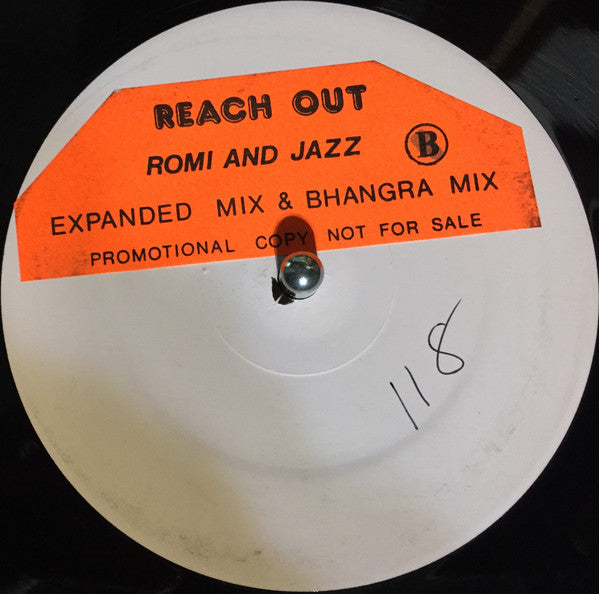 REACH OUT
ROMI AND JAZZ B
EXPANDED MIX & BHANGRA MIX
PROMOTIONAL COPY NOT FOR SALE
118